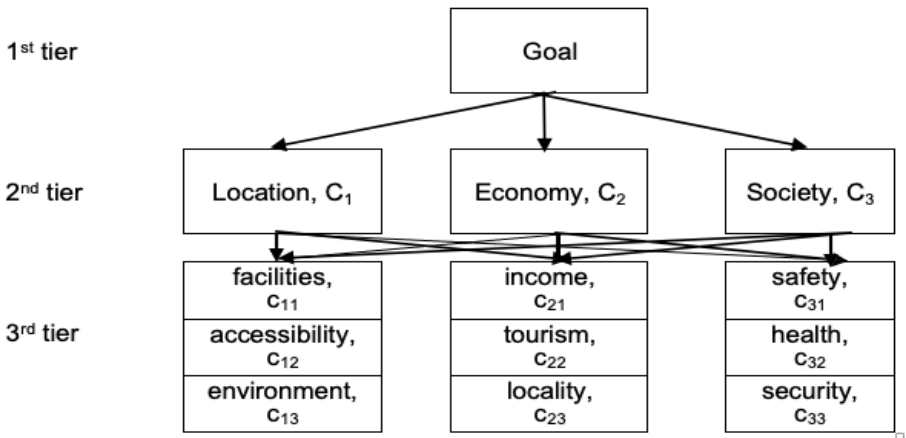 1st tier
Goal
2nd tier
Location, C1
Economy, C2
Society, C3
3rd tier
facilities,
c11
accessibility,
c12
environment,
c13
income,
c21
tourism,
c22
locality,
c23
safety,
c31
health,
c32
security,
c33